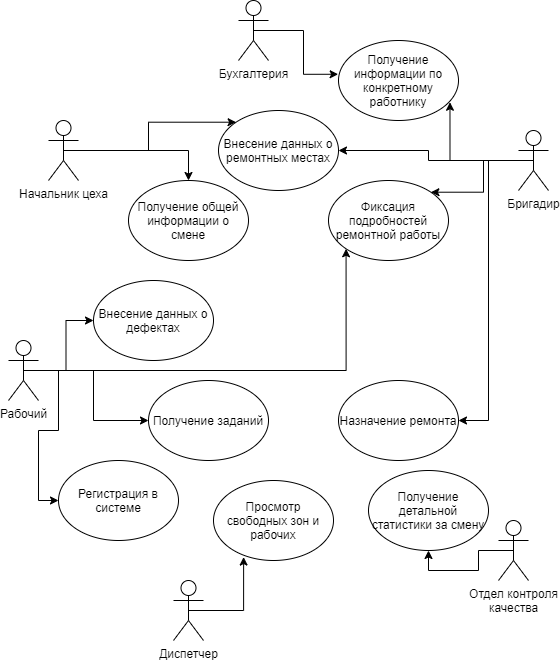 Бухгалтерия
Получение
информации по
конкретному
работнику
Начальник цеха
Внесение данных о
ремонтных местах
Бригадир
Получение общей
информации о
смене
Фиксация
подробностей
ремонтной работы
Внесение данных о
дефектах
Рабочий
Получение заданий
Назначение ремонта
Регистрация в
системе
Просмотр
свободных зон и
рабочих
Получение
детальной
статистики за смену
Отдел контроля
качества
Диспетчер